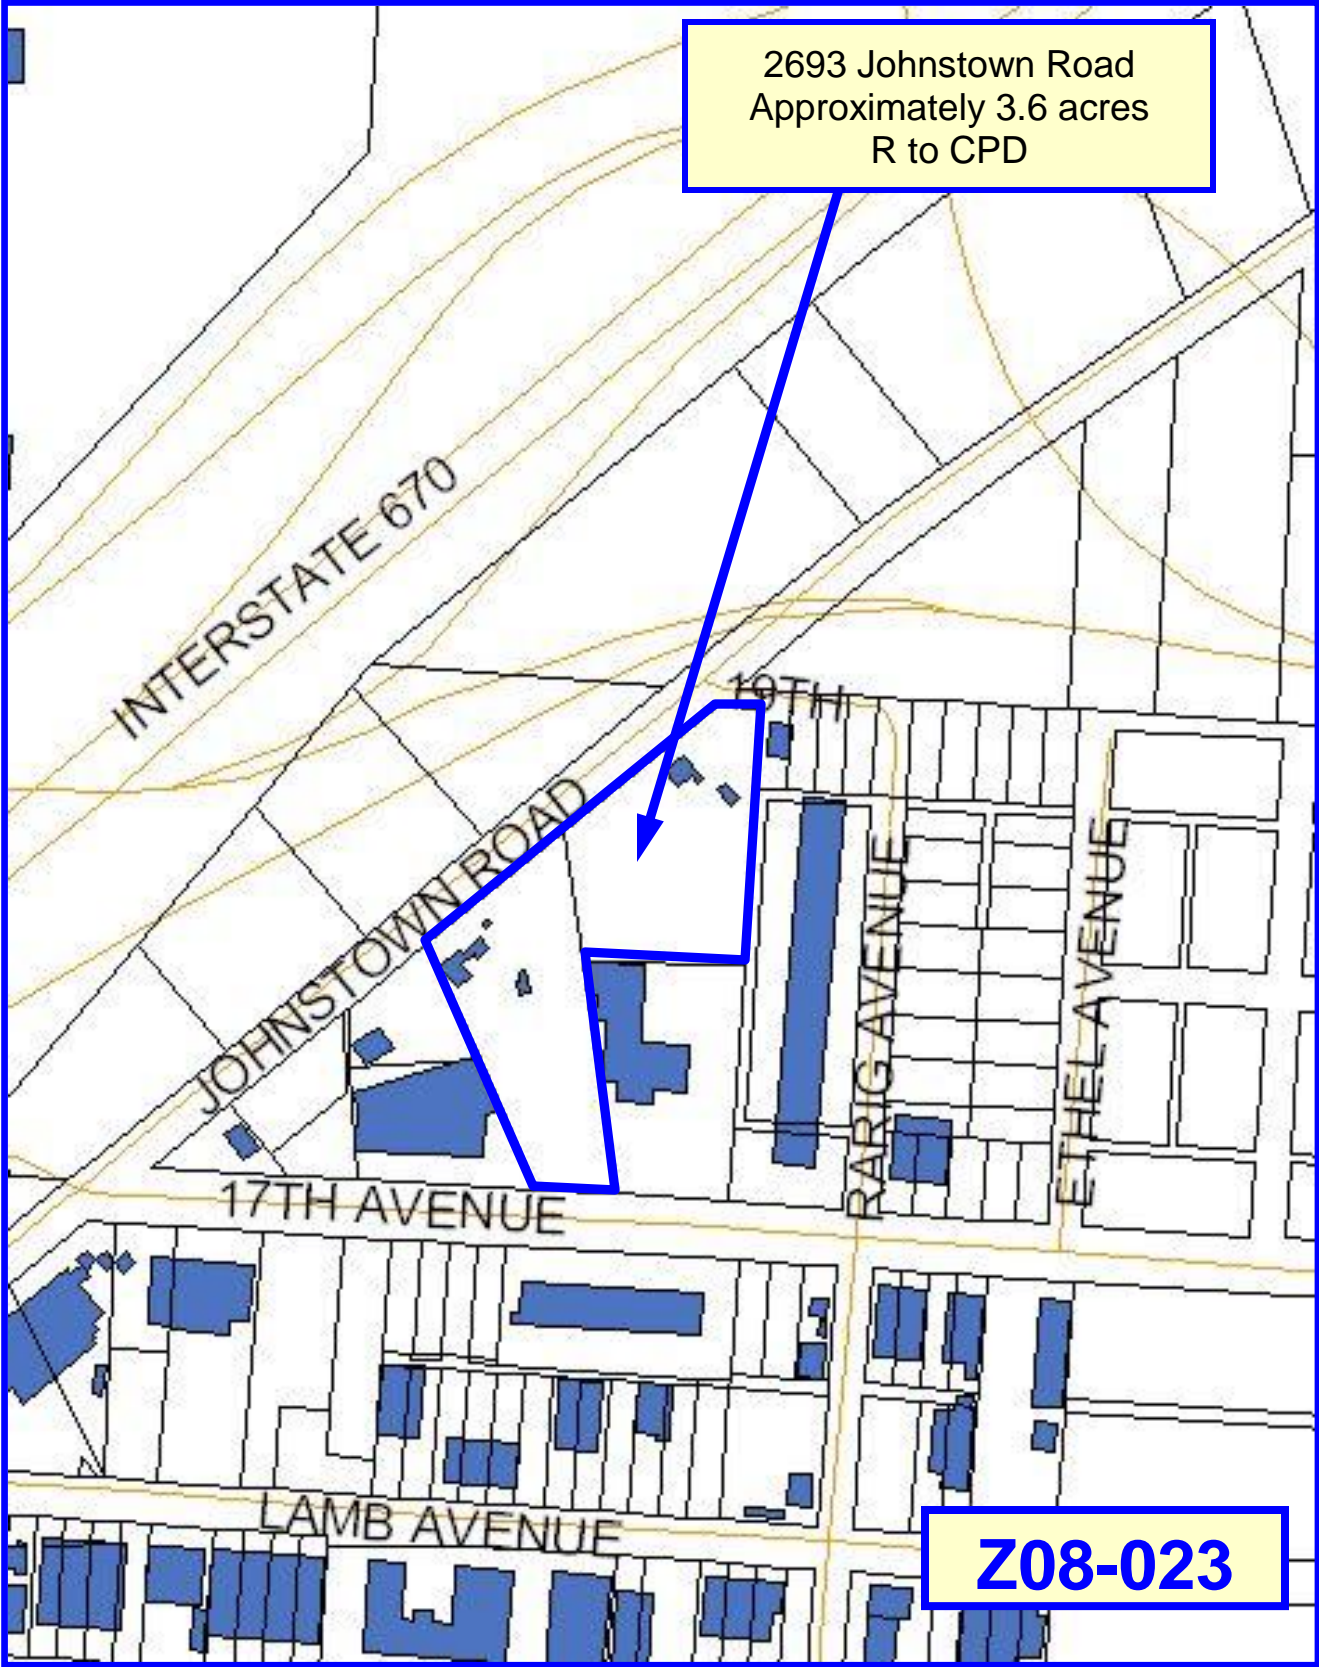 2693 Johnstown Road
Approximately 3.6 acres
R to CPD
INTERSTATE 670
19TH
JOHNSTOWN ROAD
RARIG AVENUE
ETHEL AVENUE
17TH AVENUE
LAMB AVENUE
Z08-023